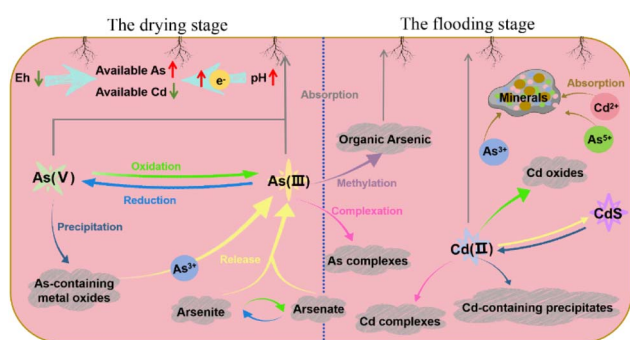 The drying stage
The flooding stage
Eh
Available As
Available Cd
e-
pH
Absorption
Minerals
Absorption
Cd2+
As3+
As5+
Organic Arsenic
Cd oxides
As(V)
Oxidation
Reduction
As(III)
Methylation
Complexation
CdS
Precipitation
As3+
Release
As complexes
Cd(II)
As-containing
metal oxides
Arsenite
Arsenate
Cd complexes
Cd-containing precipitates